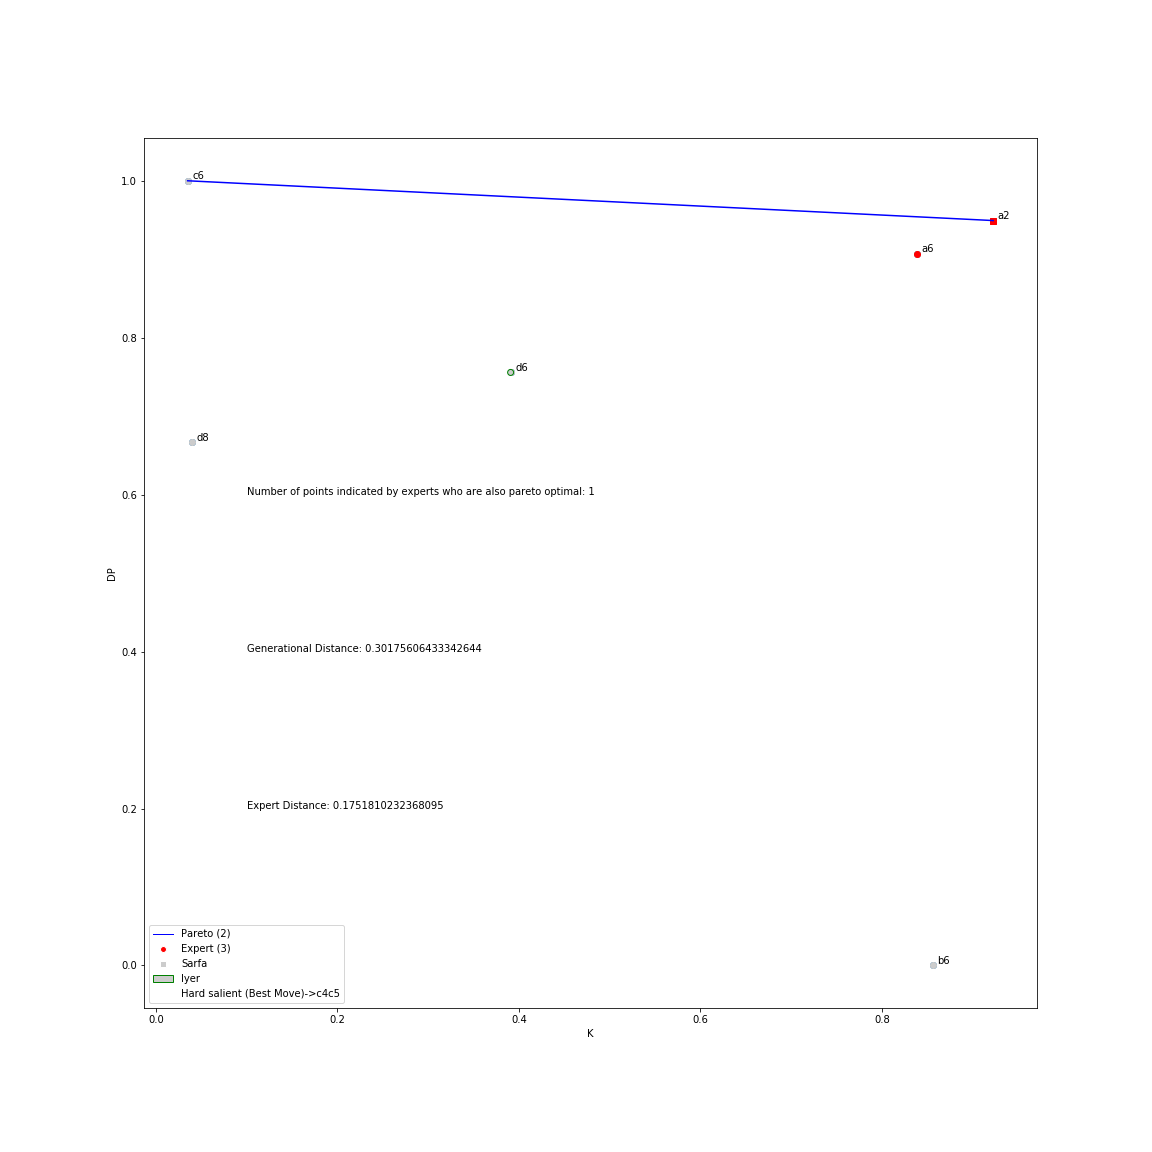 c6
a2
a6
d6
d8
b6
Number of points indicated by experts who are also pareto optimal: 1
Generational Distance: 0.30175606433342644
Expert Distance: 0.1751810232368095
1.0
0.8
0.6
0.4
0.2
0.0
DP
Pareto (2)
Expert (3)
Sarfa
Iyer
Hard salient (Best Move)->c4c5
0.0 0.2 0.4 0.6 0.8
K